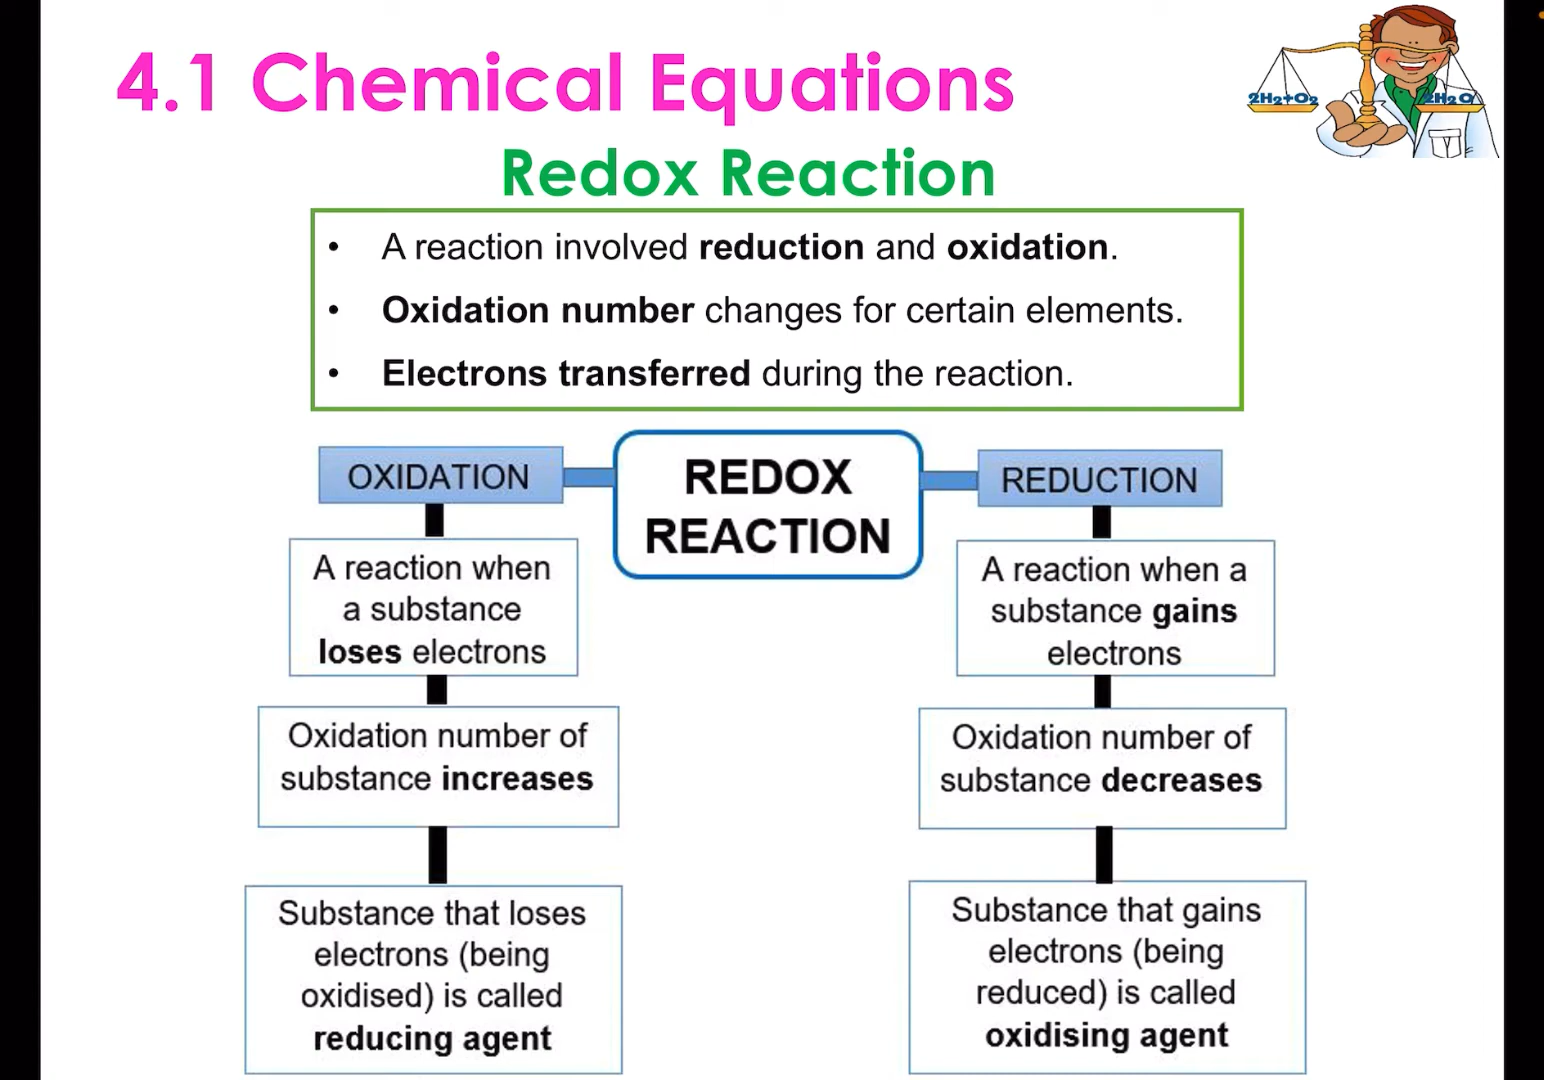 4.1 Chemical Equations
2H₂+O₂
2H₂O
Redox Reaction
• A reaction involved reduction and oxidation.
• Oxidation number changes for certain elements.
• Electrons transferred during the reaction.
REDOX
REACTION
OXIDATION
A reaction when
a substance
loses electrons
Oxidation number of
substance increases
Substance that loses
electrons (being
oxidised) is called
reducing agent
REDUCTION
A reaction when a
substance gains
electrons
Oxidation number of
substance decreases
Substance that gains
electrons (being
reduced) is called
oxidising agent